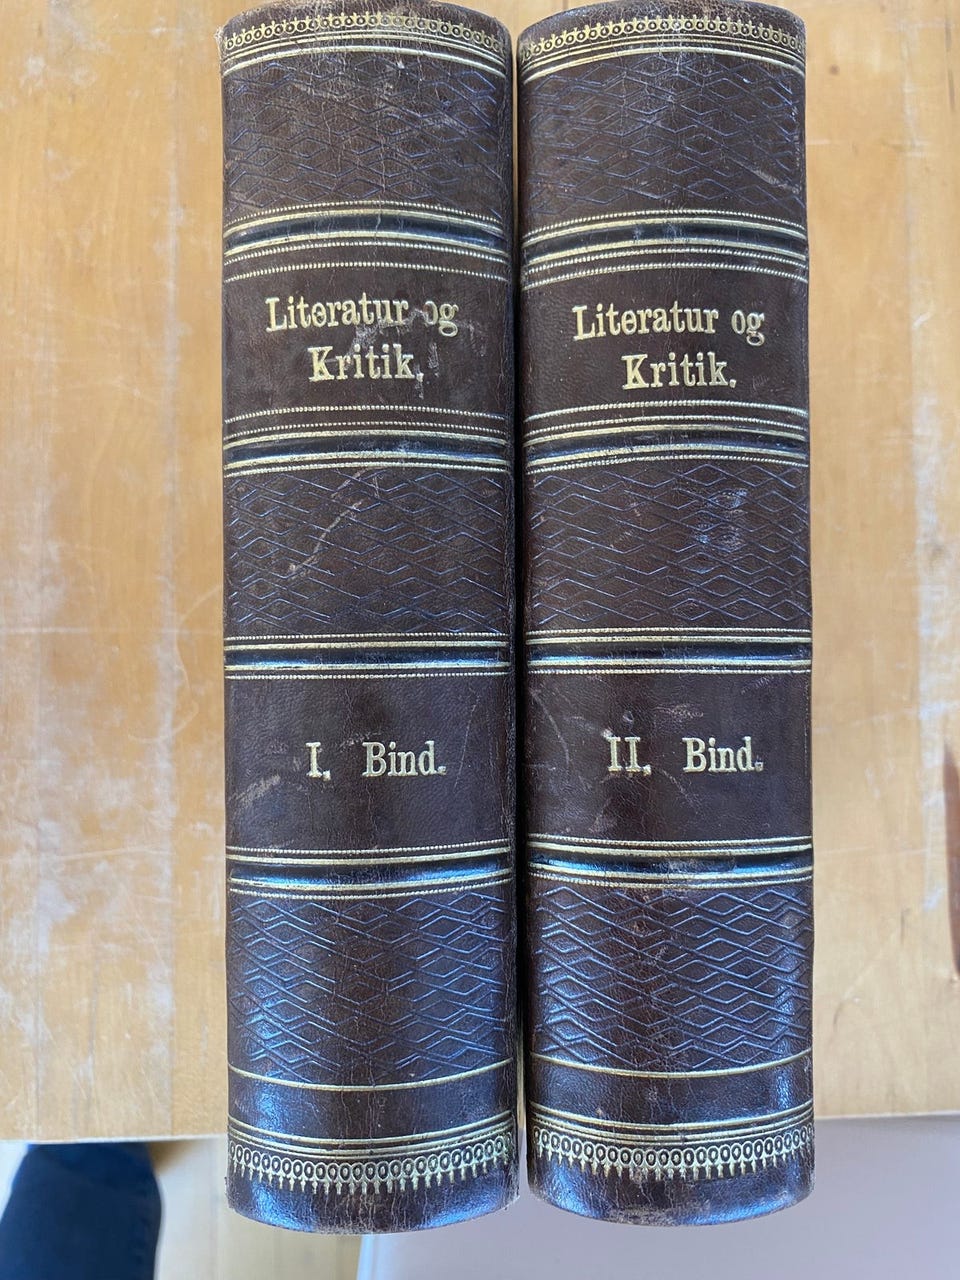 Literatur og
Kritik.
I. Bind.
Literatur og
Kritik.
II. Bind.